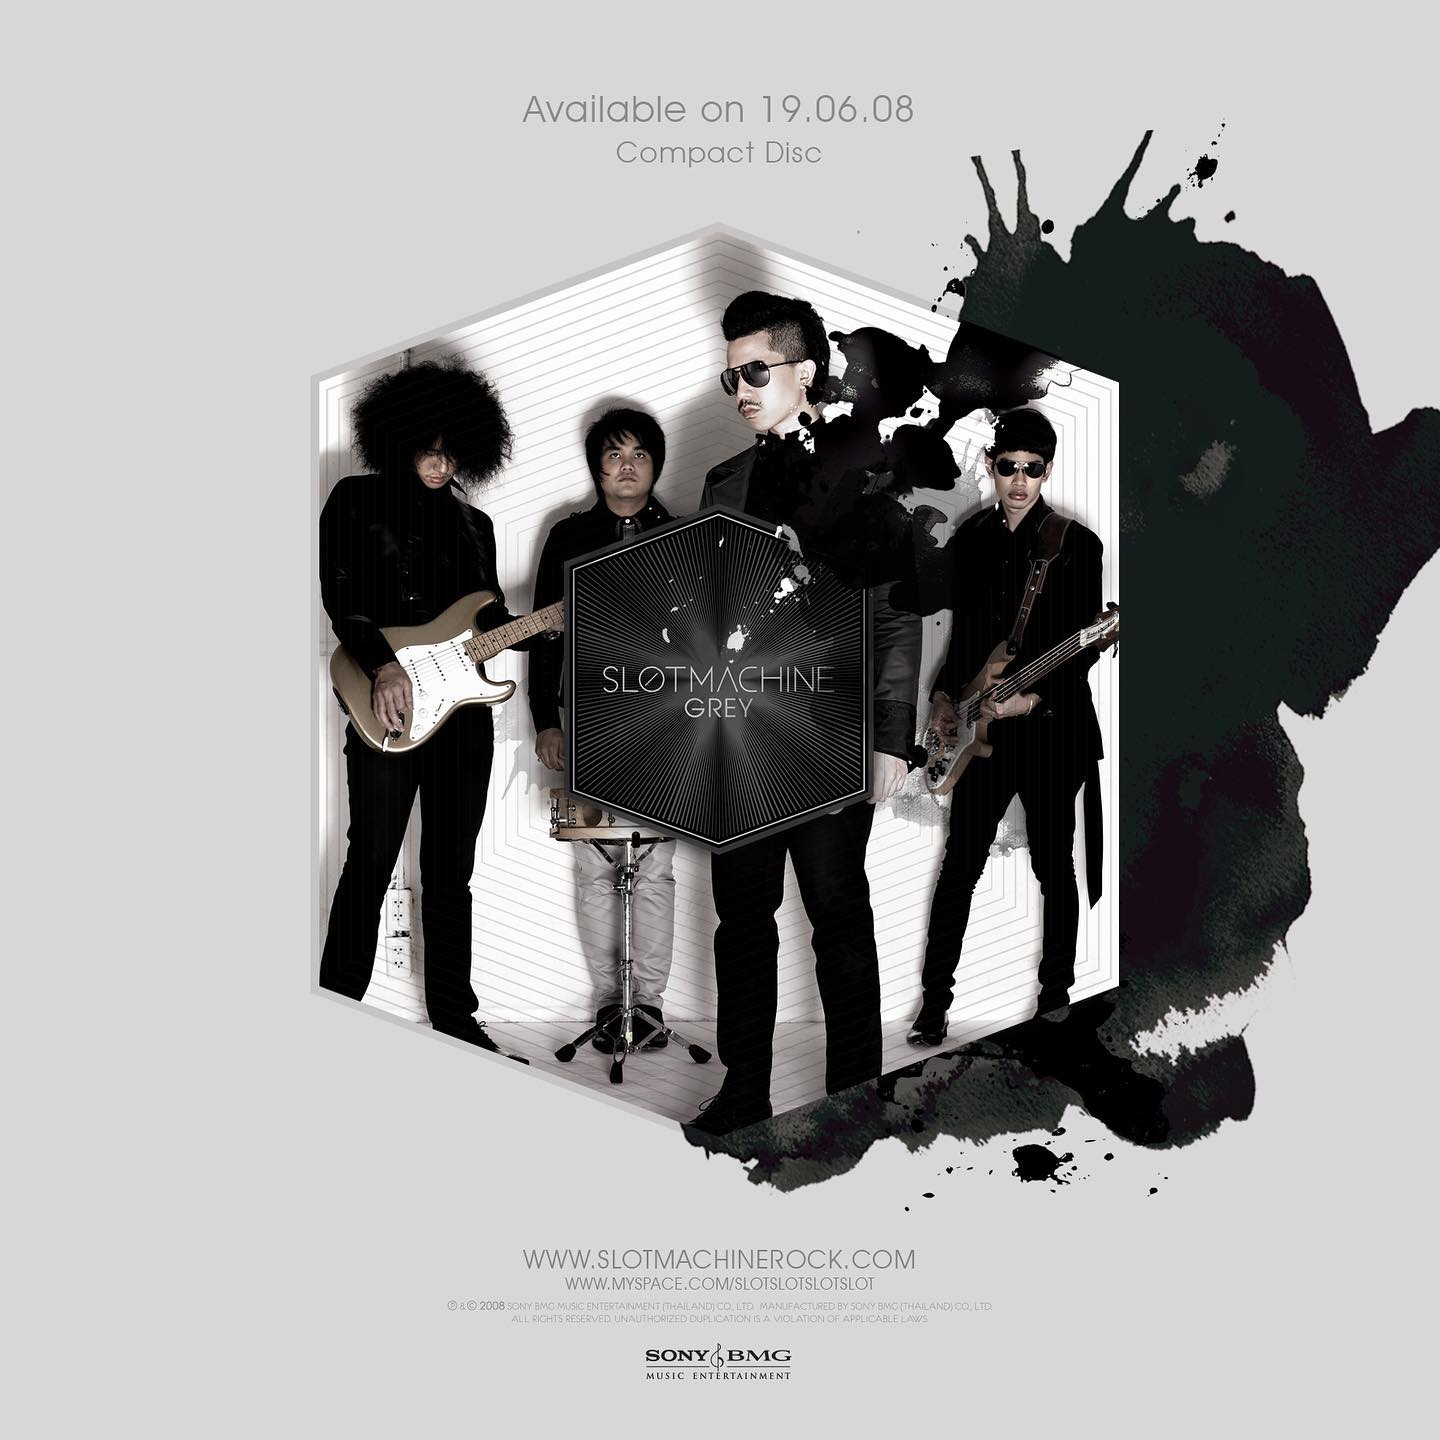 Available on 19.06.08
Compact Disc
SLØTMACHINE
GREY
WWW.SLOTMACHINEROCK.COM
WWW.MYSPACE.COM/SLOTSLOTSLOTSLOT
℗ & © 2008 SONY BMG MUSIC ENTERTAINMENT (THAILAND) CO., LTD. MANUFACTURED BY SONY BMG (THAILAND) CO., LTD.
ALL RIGHTS RESERVED. UNAUTHORIZED DUPLICATION IS A VIOLATION OF APPLICABLE LAWS.
SONY BMG
MUSIC ENTERTAINMENT